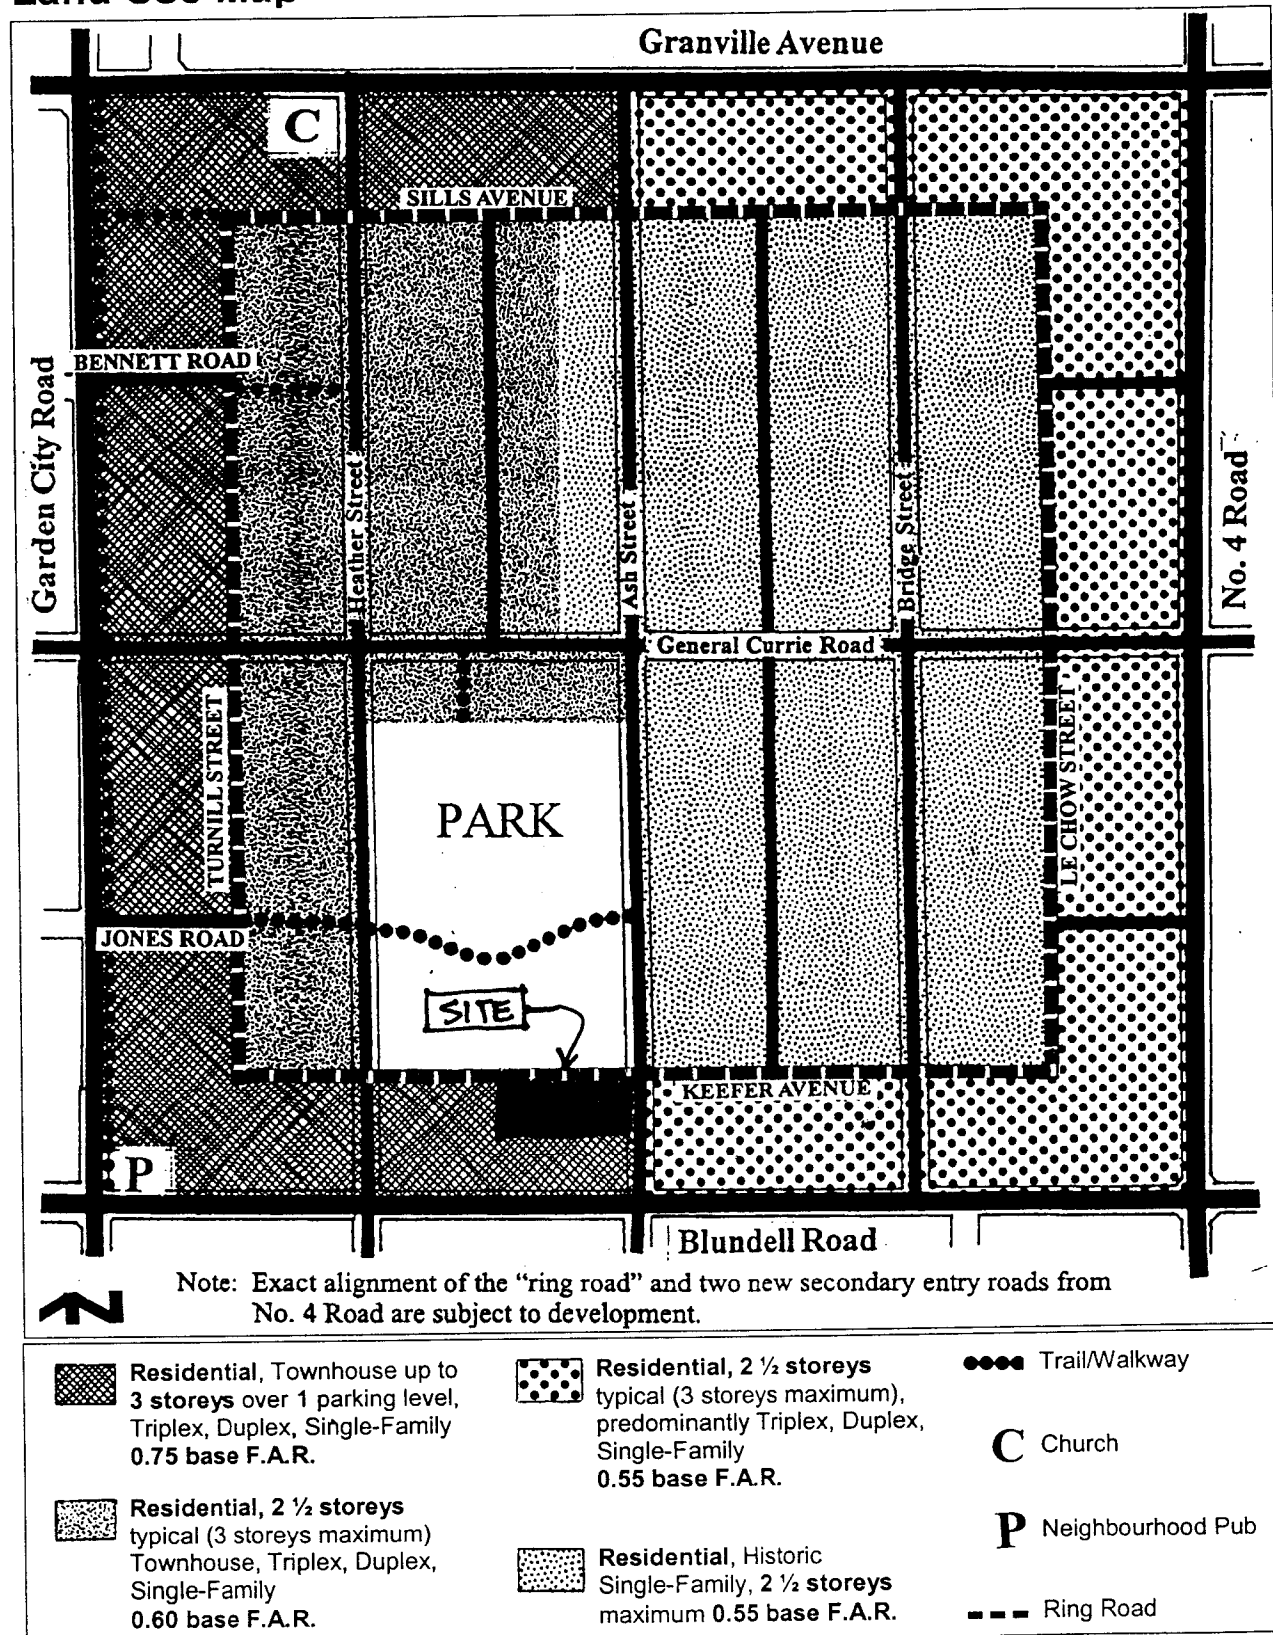 Land Use Map
Granville Avenue
C
SILLS AVENUE
BENNETT ROAD
Garden City Road
Heather Street
Ash Street
Bridge Street
No. 4 Road
General Currie Road
TURNILL STREET
PARK
LE CHOW STREET
JONES ROAD
SITE
KEEFER AVENUE
P
Blundell Road
N
Note: Exact alignment of the “ring road” and two new secondary entry roads from
No. 4 Road are subject to development.
Residential, Townhouse up to
3 storeys over 1 parking level,
Triplex, Duplex, Single-Family
0.75 base F.A.R.
Residential, 2 ½ storeys
typical (3 storeys maximum)
Townhouse, Triplex, Duplex,
Single-Family
0.60 base F.A.R.
Residential, 2 ½ storeys
typical (3 storeys maximum),
predominantly Triplex, Duplex,
Single-Family
0.55 base F.A.R.
Residential, Historic
Single-Family, 2 ½ storeys
maximum 0.55 base F.A.R.
Trail/Walkway
C Church
P Neighbourhood Pub
Ring Road